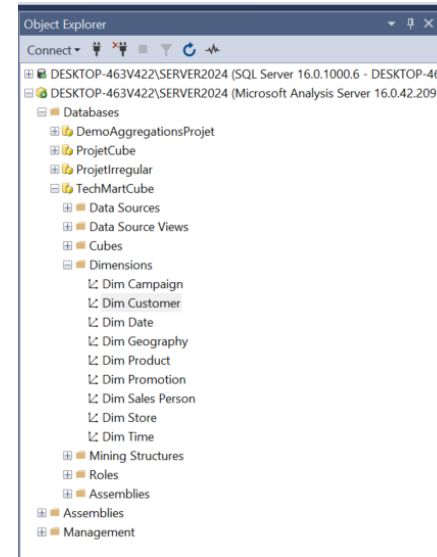 Object Explorer
Connect
DESKTOP-463V422\SERVER2024 (SQL Server 16.0.1000.6 - DESKTOP-46
DESKTOP-463V422\SERVER2024 (Microsoft Analysis Server 16.0.42.209
Databases
DemoAggregationsProjet
ProjetCube
ProjetIrregular
TechMartCube
Data Sources
Data Source Views
Cubes
Dimensions
Dim Campaign
Dim Customer
Dim Date
Dim Geography
Dim Product
Dim Promotion
Dim Sales Person
Dim Store
Dim Time
Mining Structures
Roles
Assemblies
Assemblies
Management